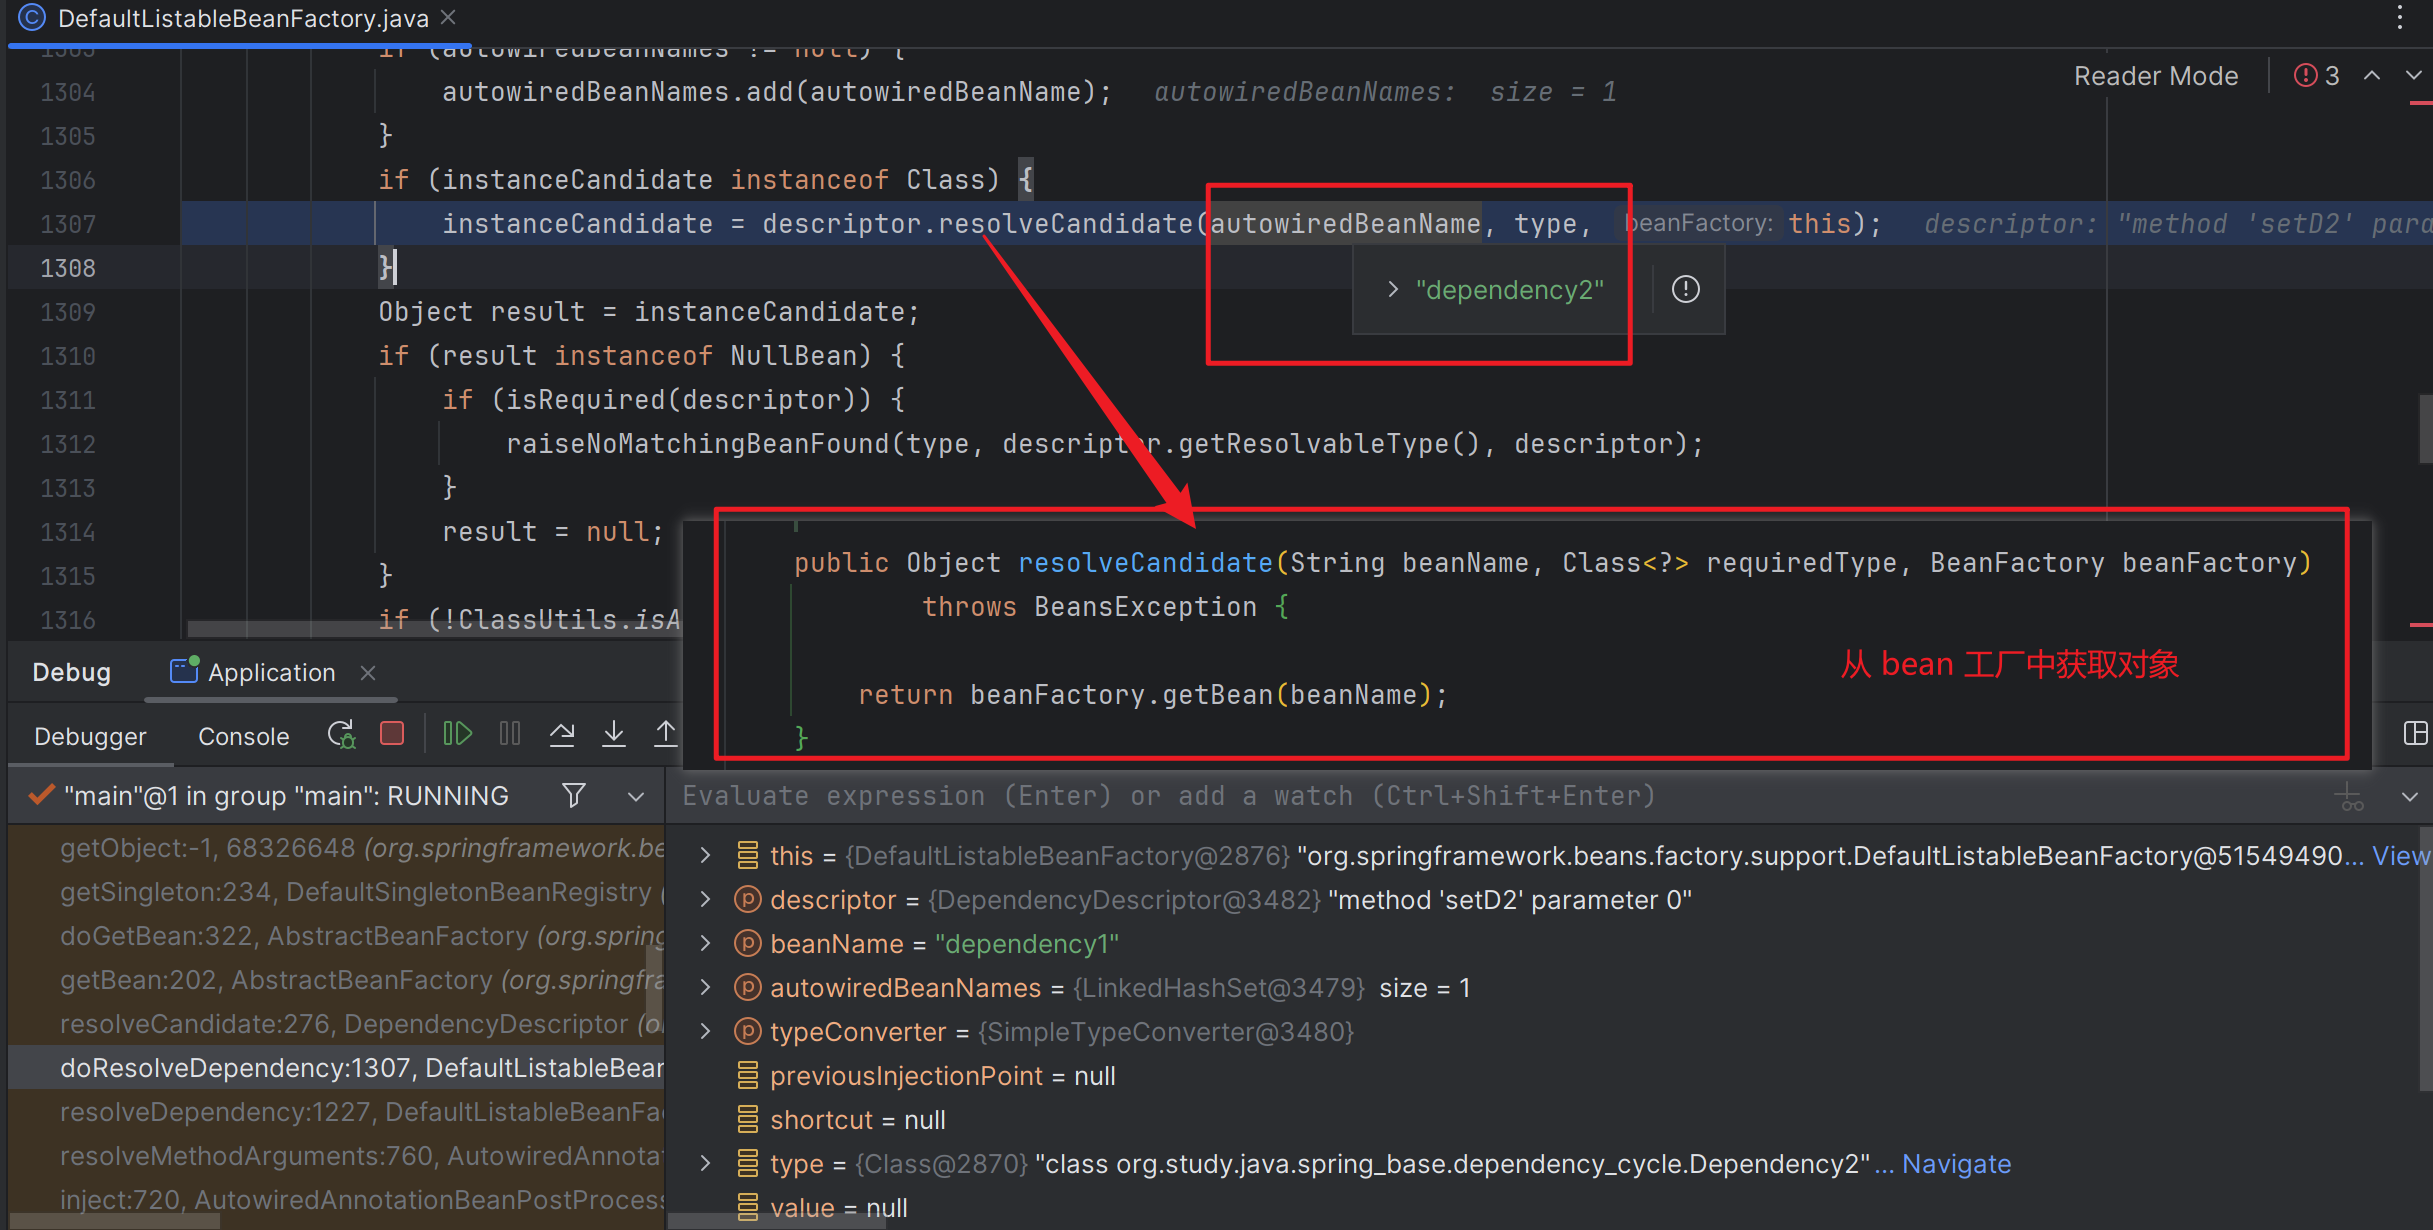 DefaultListableBeanFactory.java
1303 if (autowiredBeanNames != null) {
Reader Mode 3
1304 autowiredBeanNames.add(autowiredBeanName); autowiredBeanNames: size = 1
1305 }
1306 if (instanceCandidate instanceof Class) {
1307 instanceCandidate = descriptor.resolveCandidate(autowiredBeanName, type, beanFactory: this); descriptor: "method 'setD2' para
1308 }
"dependency2"
1309 Object result = instanceCandidate;
1310 if (result instanceof NullBean) {
1311 if (isRequired(descriptor)) {
1312 raiseNoMatchingBeanFound(type, descriptor.getResolvableType(), descriptor);
1313 }
1314 result = null;
1315 }
1316 if (!ClassUtils.isA
public Object resolveCandidate(String beanName, Class<?> requiredType, BeanFactory beanFactory)
throws BeansException {
从 bean 工厂中获取对象
return beanFactory.getBean(beanName);
}
Debug Application
Debugger Console
"main"@1 in group "main": RUNNING
Evaluate expression (Enter) or add a watch (Ctrl+Shift+Enter)
getObject:-1, 68326648 (org.springframework.be
getSingleton:234, DefaultSingletonBeanRegistry (
doGetBean:322, AbstractBeanFactory (org.spring
getBean:202, AbstractBeanFactory (org.springfra
resolveCandidate:276, DependencyDescriptor (o
doResolveDependency:1307, DefaultListableBean
resolveDependency:1227, DefaultListableBeanFa
resolveMethodArguments:760, AutowiredAnnotat
inject:720, AutowiredAnnotationBeanPostProcess
this = {DefaultListableBeanFactory@2876} "org.springframework.beans.factory.support.DefaultListableBeanFactory@51549490... View
descriptor = {DependencyDescriptor@3482} "method 'setD2' parameter 0"
beanName = "dependency1"
autowiredBeanNames = {LinkedHashSet@3479} size = 1
typeConverter = {SimpleTypeConverter@3480}
previousInjectionPoint = null
shortcut = null
type = {Class@2870} "class org.study.java.spring_base.dependency_cycle.Dependency2" ... Navigate
value = null